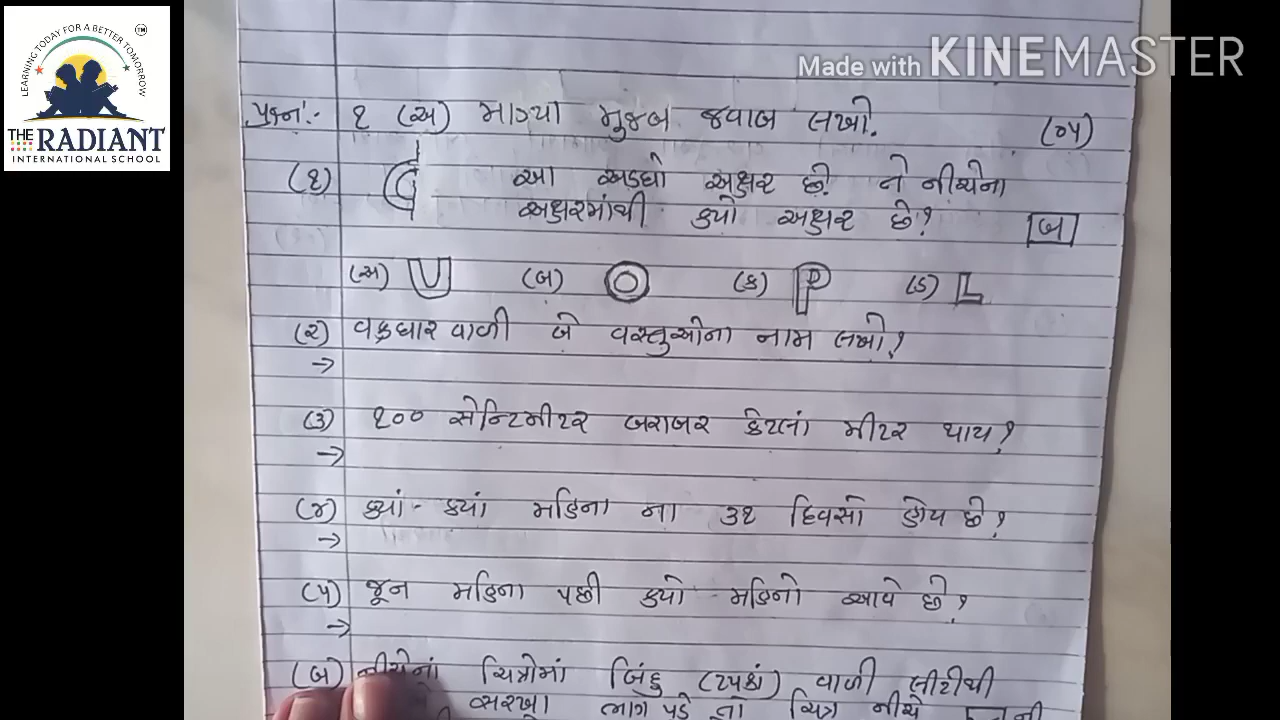 LEARNING TODAY FOR A BETTER TOMORROW
TM
THE RADIANT
INTERNATIONAL SCHOOL
Made with KINEMASTER
પ્રશ્નઃ- ૧ (અ) માગ્યા મુજબ જવાબ લખો. (૦૫)
(૧) આ અડધો અક્ષર છે. તે નીચેના
અક્ષરમાંથી કયો અક્ષર છે? બ
(અ) U (બ) O (ક) P (ડ) L
(૨) વક્રધાર વાળી બે વસ્તુઓના નામ લખો?
→
(૩) ૧૦૦ સેન્ટિમીટર બરાબર કેટલાં મીટર થાય?
→
(૪) ક્યાં- ક્યાં મહિના ના ૩૧ દિવસો હોય છે?
→
(૫) જૂન મહિના પછી કયો મહિનો આવે છે?
→
(બ) નીચેનાં ચિત્રોમાં બિંદુ (ટપકાં) વાળી લીટીથી
સરખા ભાગ પડે તો ચિત્ર નીચે ની